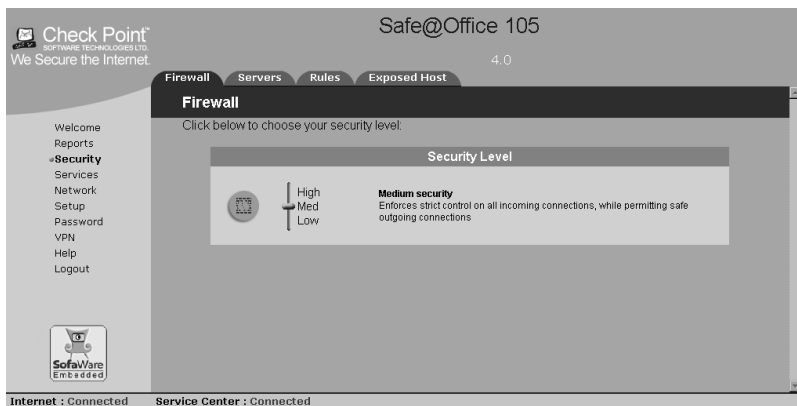 Check Point™
SOFTWARE TECHNOLOGIES LTD.
We Secure the Internet.
Safe@Office 105
4.0
Firewall
Servers
Rules
Exposed Host
Firewall
Click below to choose your security level:
Welcome
Reports
Security
Services
Network
Setup
Password
VPN
Help
Logout
Security Level
High
Med
Low
Medium security
Enforces strict control on all incoming connections, while permitting safe
outgoing connections
SofaWare
Embedded
Internet : Connected
Service Center : Connected